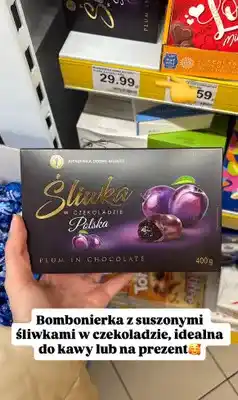 29.99
59
Śliwka
W CZEKOLADZIE
Polska
PLUM IN CHOCOLATE
400g
Bombonierka z suszonymi
śliwkami w czekoladzie, idealna
do kawy lub na prezent🥰